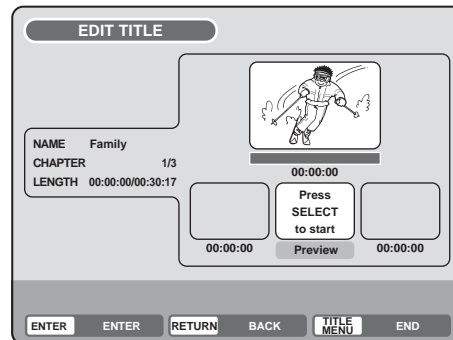 EDIT TITLE
NAME Family
CHAPTER 1/3
LENGTH 00:00:00/00:30:17
00:00:00
Press
SELECT
to start
00:00:00 Preview 00:00:00
ENTER ENTER RETURN BACK TITLE MENU END